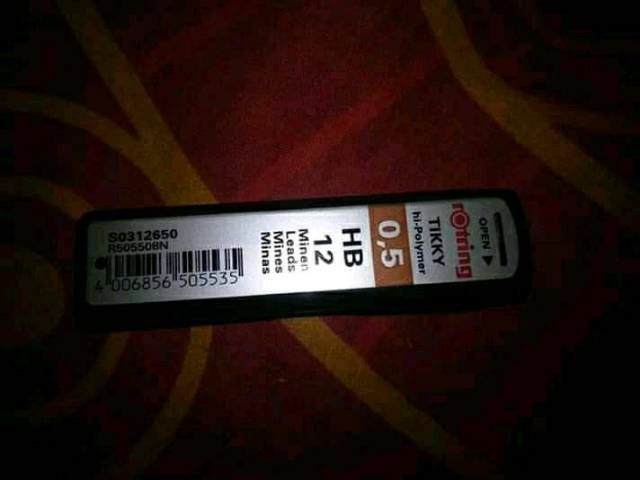 OPEN
rotring
TIKKY
hi-Polymer
0,5
HB
12
Minen
Leads
Mines
Minas
S0312650
R505508N
4 006856 505535